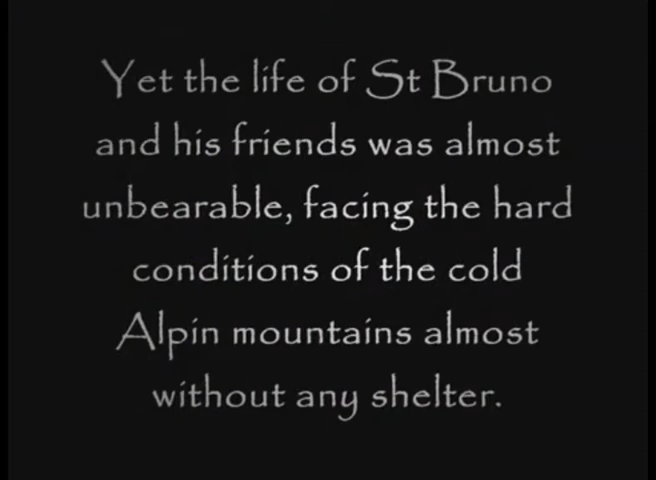 Yet the life of St Bruno
and his friends was almost
unbearable, facing the hard
conditions of the cold
Alpin mountains almost
without any shelter.